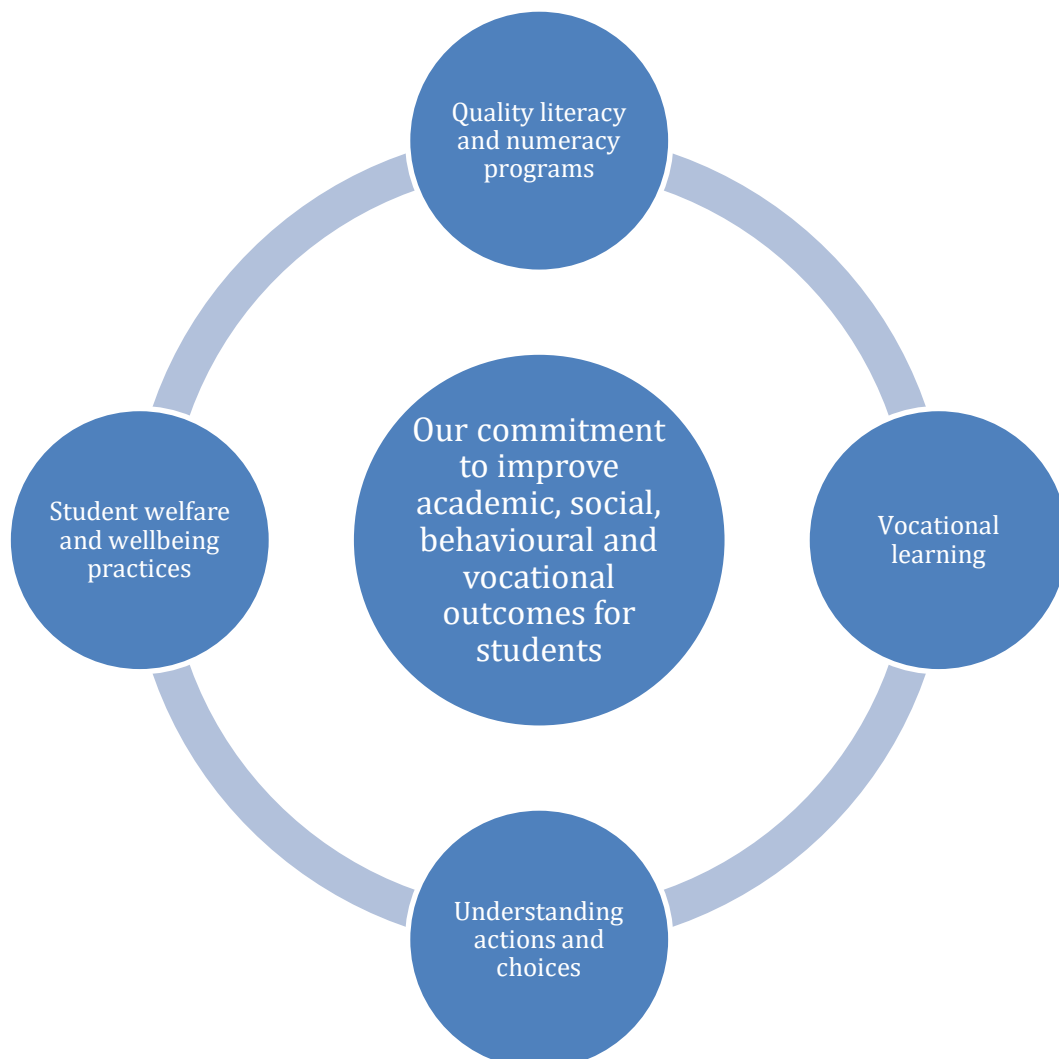 Quality literacy
and numeracy
programs
Our commitment
to improve
academic, social,
behavioural and
vocational
outcomes for
students
Student welfare
and wellbeing
practices
Vocational
learning
Understanding
actions and
choices